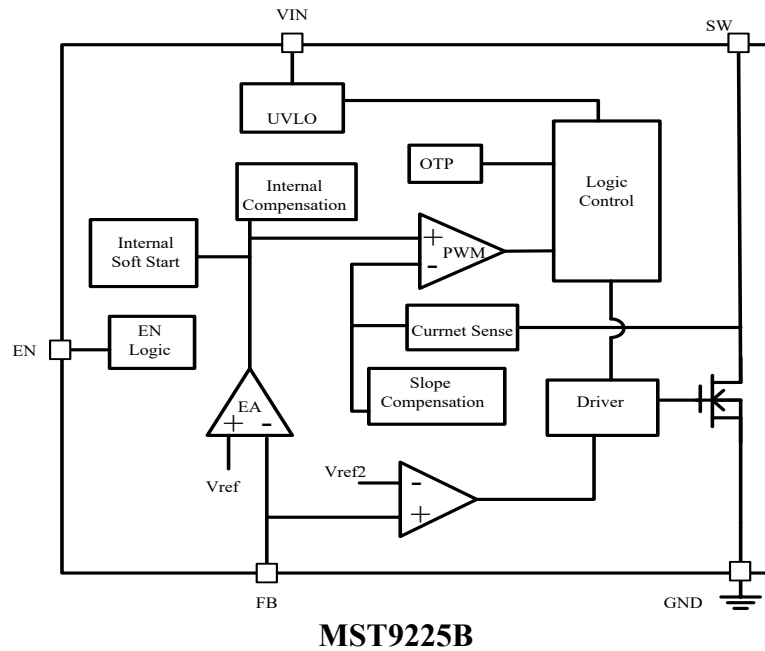 VIN
SW
UVLO
OTP
Logic
Control
Internal
Compensation
Internal
Soft Start
+
-
PWM
EN
EN
Logic
Currnet Sense
Slope
Compensation
Driver
EA
+ -
Vref
Vref2
-
+
FB
GND
MST9225B